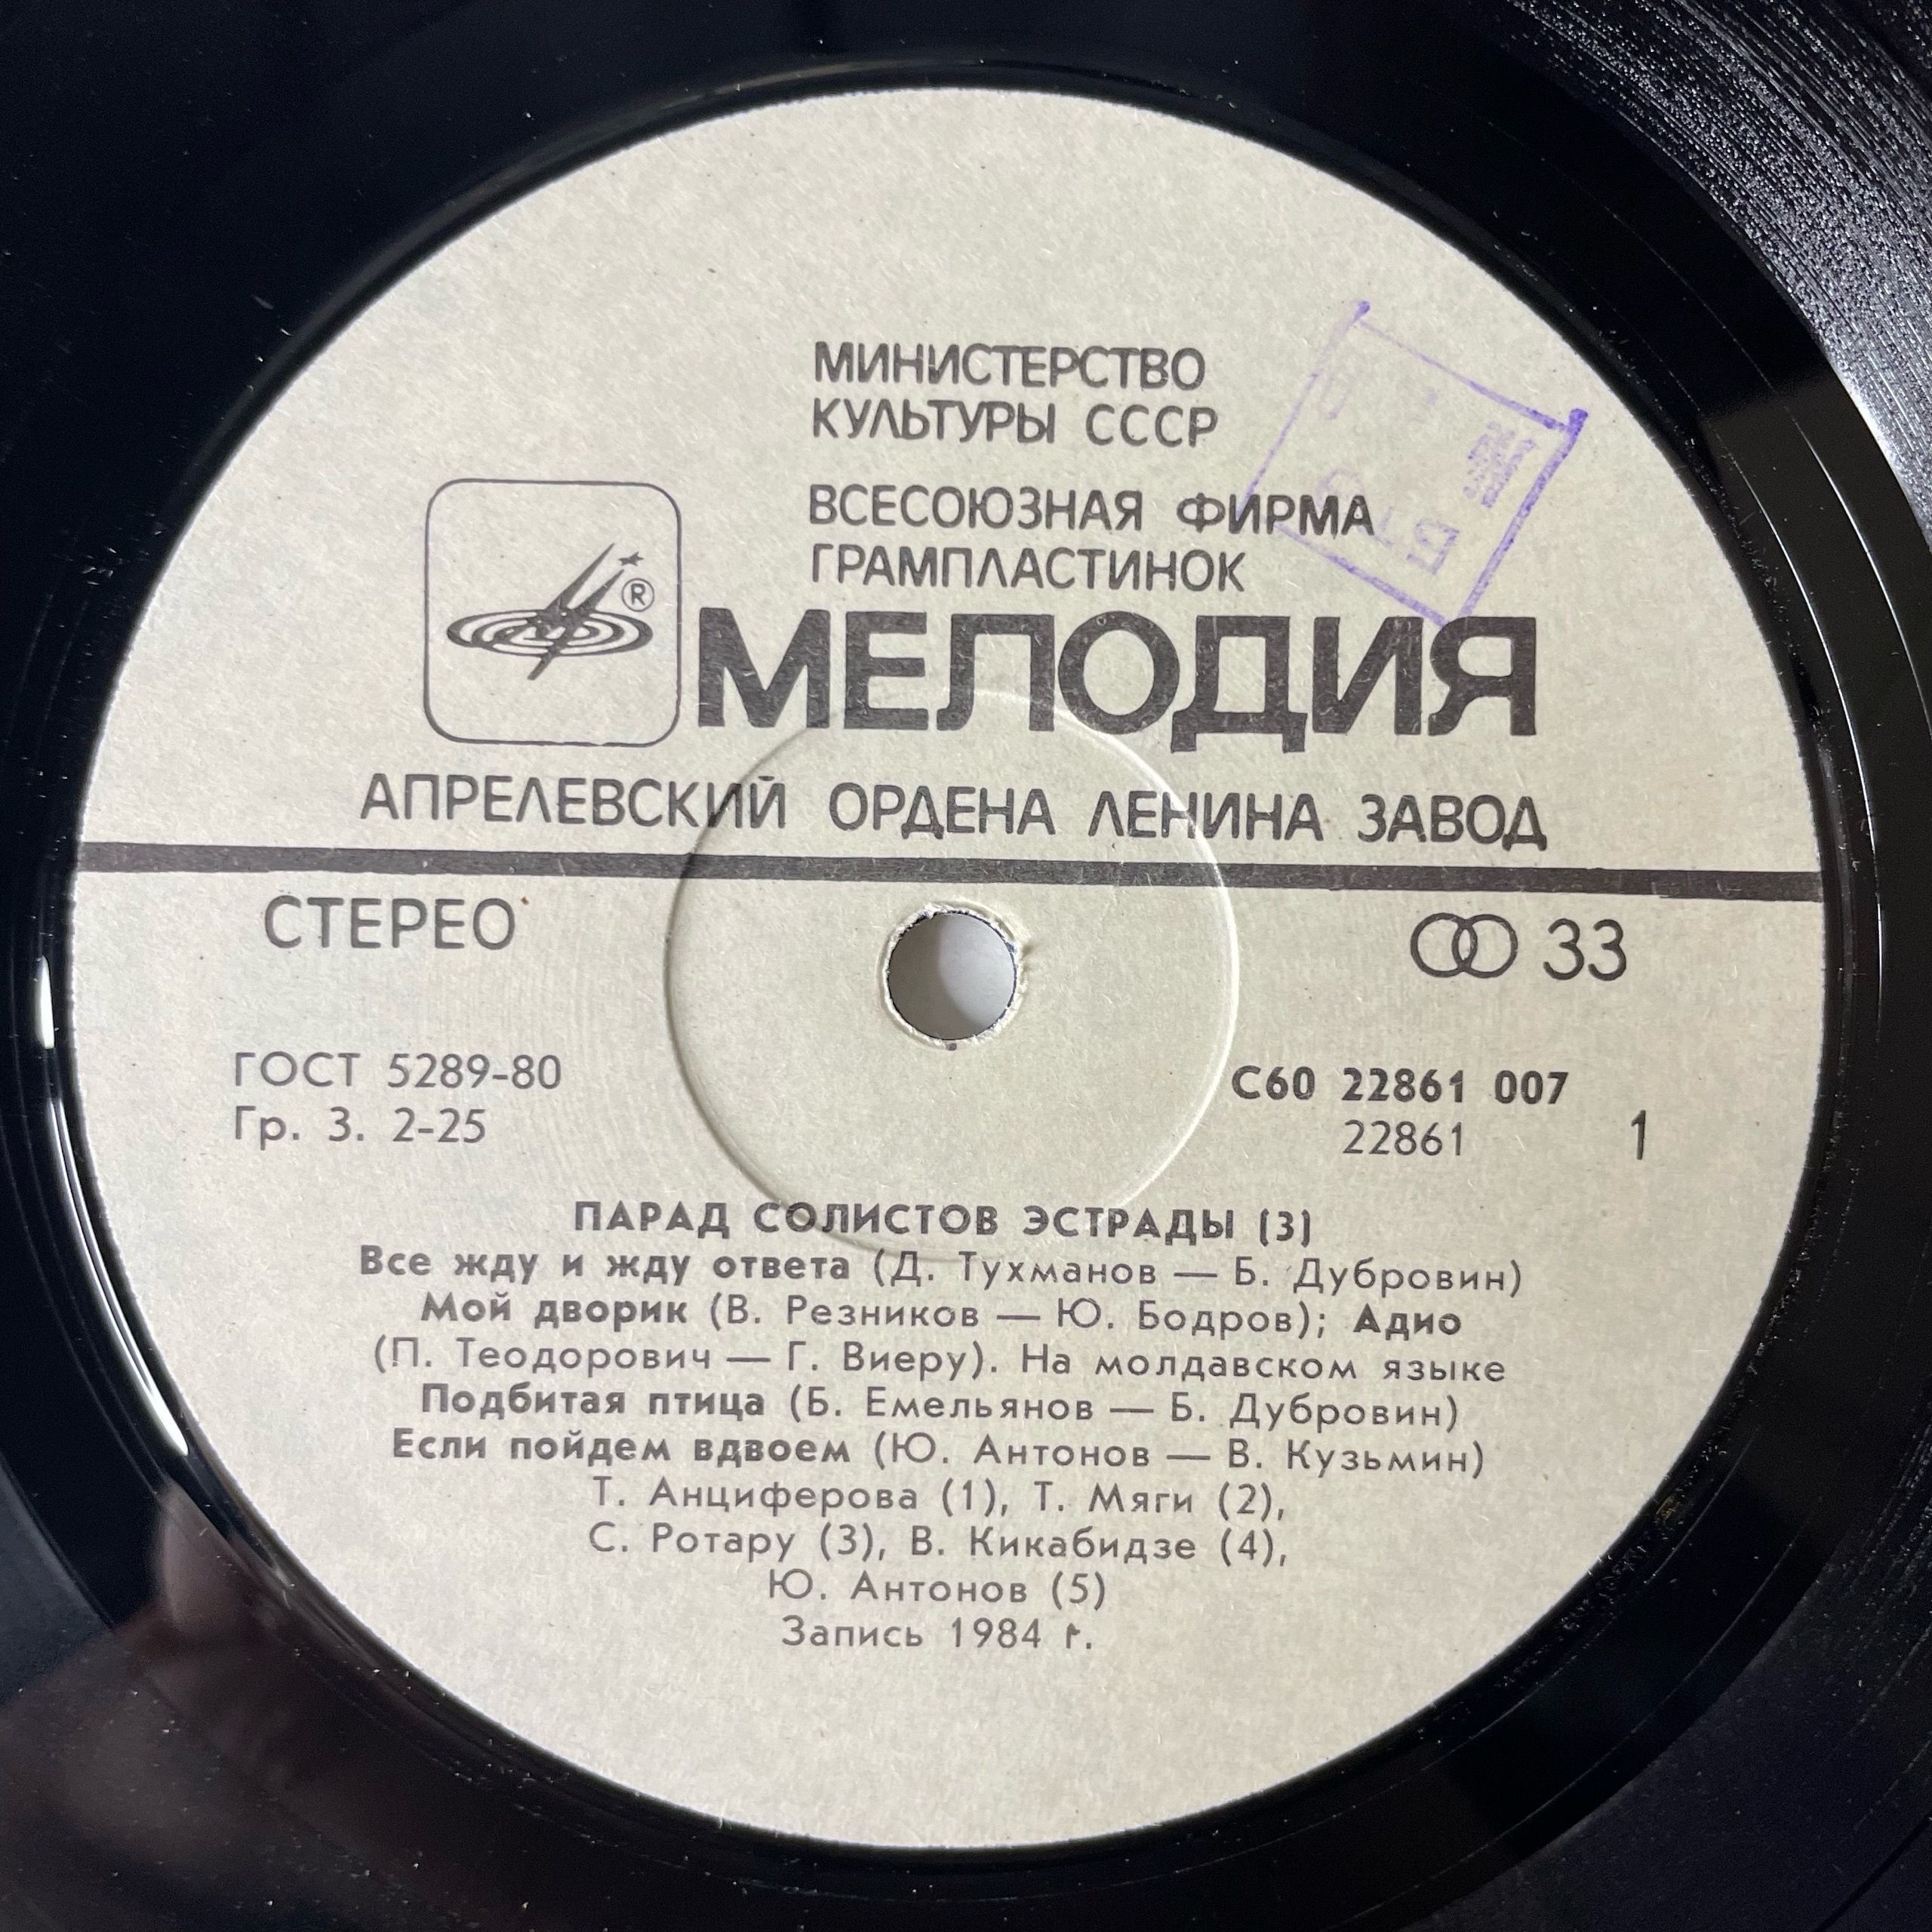 МИНИСТЕРСТВО
КУЛЬТУРЫ СССР
ВСЕСОЮЗНАЯ ФИРМА
ГРАМПЛАСТИНОК
®
МЕЛОДИЯ
АПРЕЛЕВСКИЙ ОРДЕНА ЛЕНИНА ЗАВОД
СТЕРЕО
33
ГОСТ 5289-80
Гр. 3. 2-25
С60 22861 007
22861
1
ПАРАД СОЛИСТОВ ЭСТРАДЫ (3)
Все жду и жду ответа (Д. Тухманов — Б. Дубровин)
Мой дворик (В. Резников — Ю. Бодров); Адио
(П. Теодорович — Г. Виеру). На молдавском языке
Подбитая птица (Б. Емельянов — Б. Дубровин)
Если пойдем вдвоем (Ю. Антонов — В. Кузьмин)
Т. Анциферова (1), Т. Мяги (2),
С. Ротару (3), В. Кикабидзе (4),
Ю. Антонов (5)
Запись 1984 г.